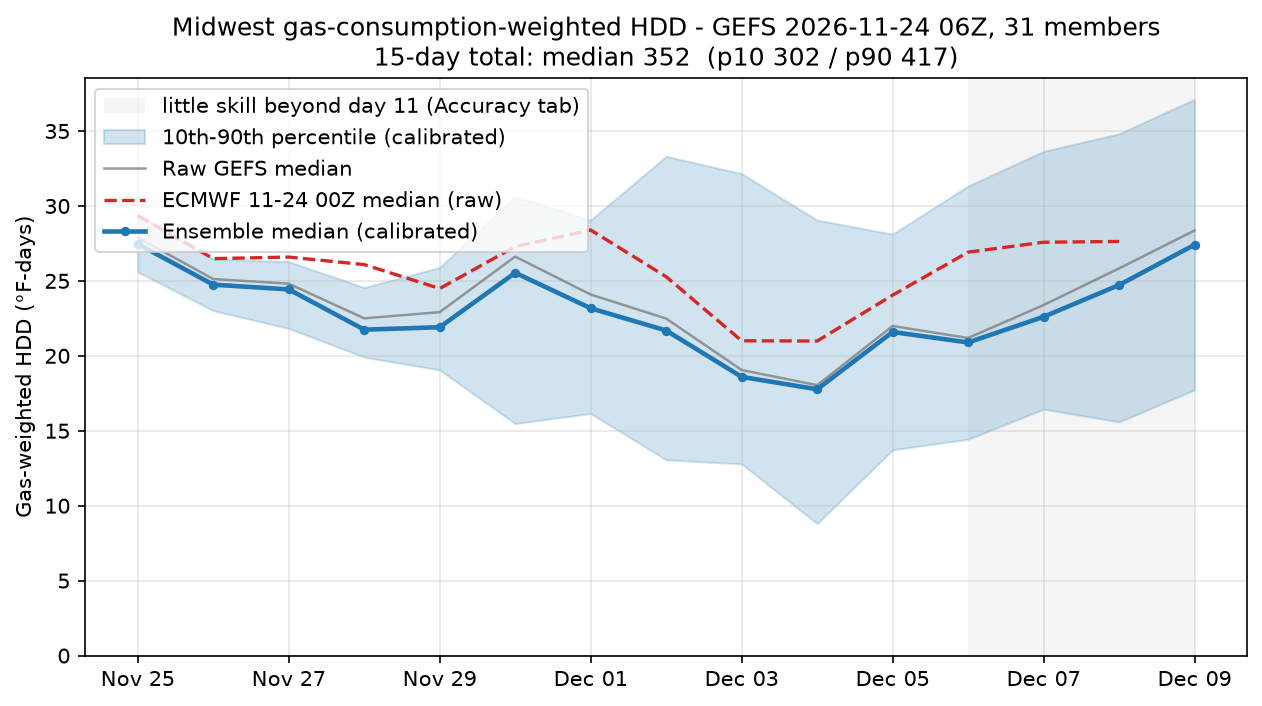 Midwest gas-consumption-weighted HDD - GEFS 2026-11-24 06Z, 31 members
15-day total: median 352  (p10 302 / p90 417)
little skill beyond day 11 (Accuracy tab)
10th-90th percentile (calibrated)
Raw GEFS median
ECMWF 11-24 00Z median (raw)
Ensemble median (calibrated)
Gas-weighted HDD (°F-days)
35
30
25
20
15
10
5
0
Nov 25
Nov 27
Nov 29
Dec 01
Dec 03
Dec 05
Dec 07
Dec 09